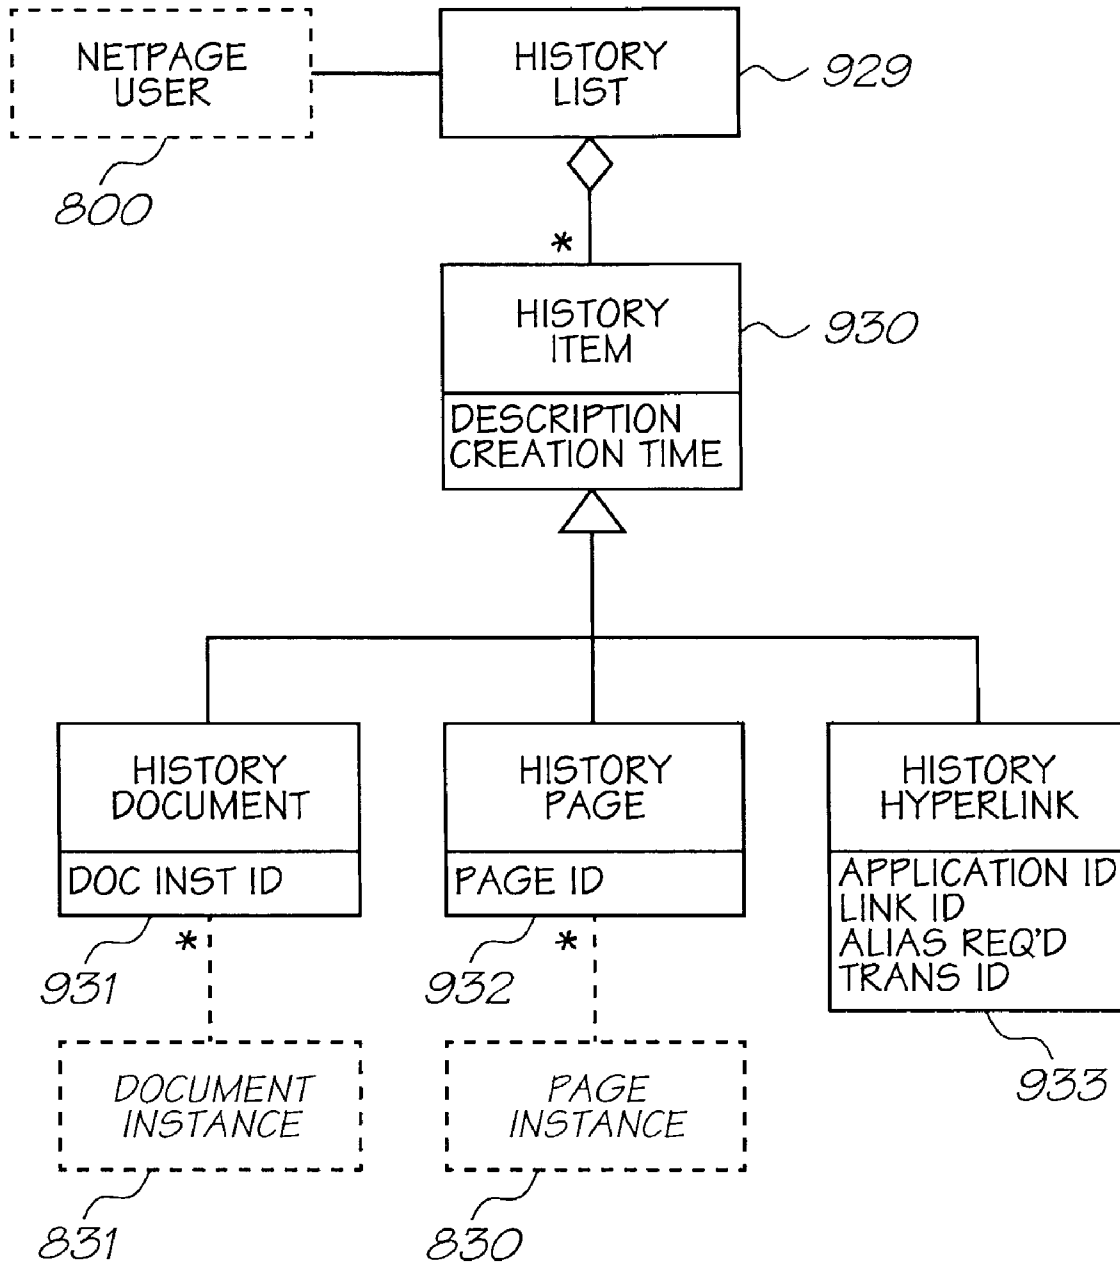 NETPAGE
USER
800
HISTORY
LIST
929
*
HISTORY
ITEM
930
DESCRIPTION
CREATION TIME
HISTORY
DOCUMENT
DOC INST ID
931
*
HISTORY
PAGE
PAGE ID
932
*
HISTORY
HYPERLINK
APPLICATION ID
LINK ID
ALIAS REQ'D
TRANS ID
933
DOCUMENT
INSTANCE
831
PAGE
INSTANCE
830